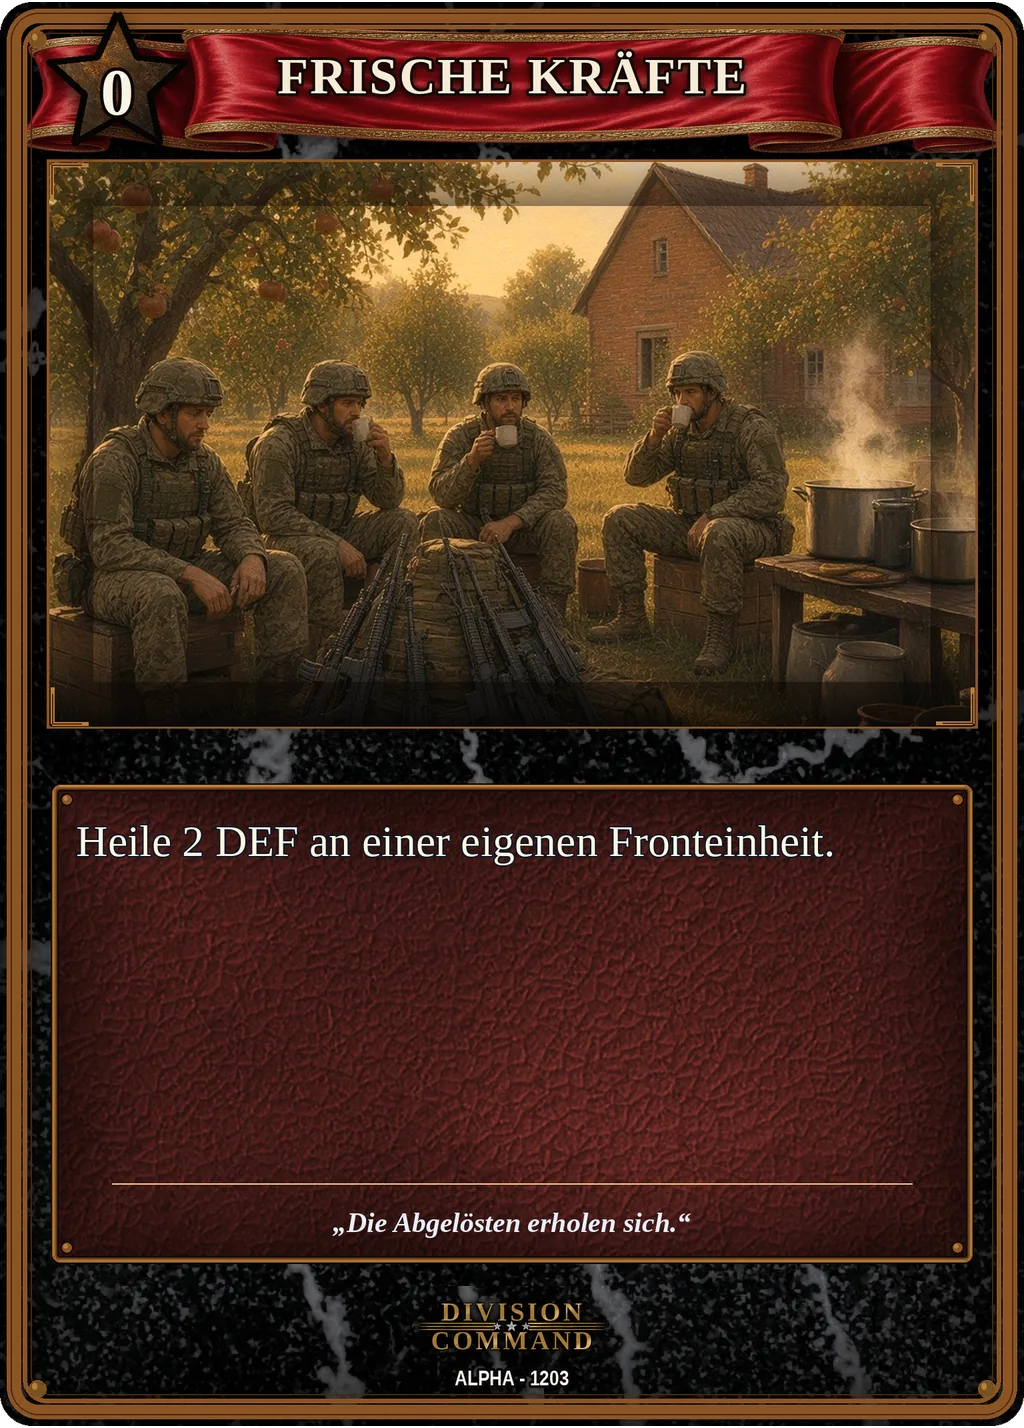 0
FRISCHE KRÄFTE
Heile 2 DEF an einer eigenen Fronteinheit.
„Die Abgelösten erholen sich.“
DIVISION
COMMAND
ALPHA - 1203